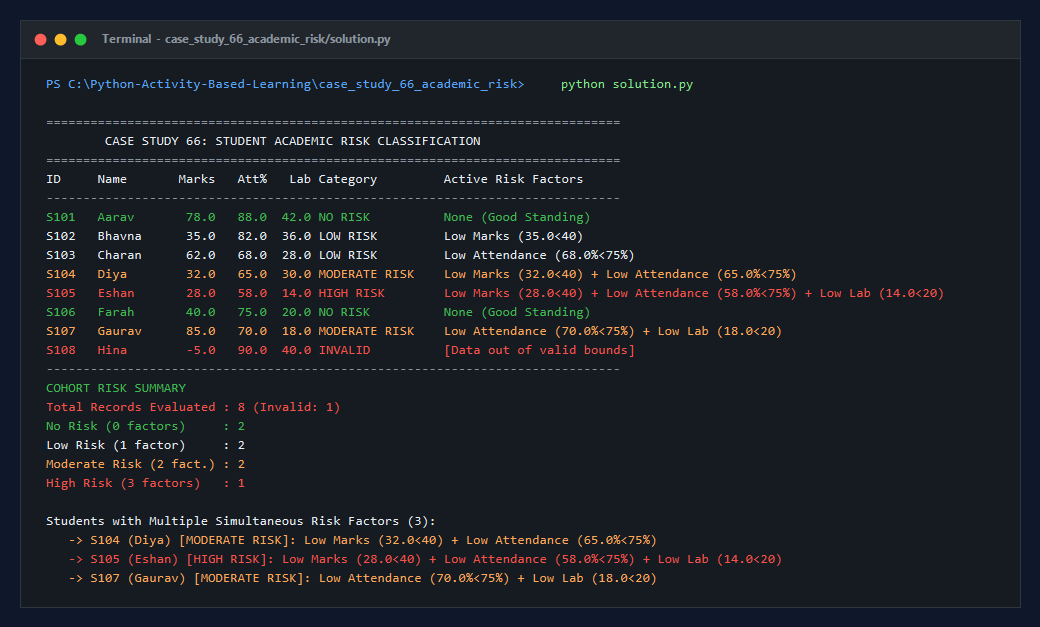 Terminal - case_study_66_academic_risk/solution.py
PS C:\Python-Activity-Based-Learning\case_study_66_academic_risk>     python solution.py
==============================================================================
        CASE STUDY 66: STUDENT ACADEMIC RISK CLASSIFICATION
==============================================================================
ID     Name       Marks   Att%   Lab Category         Active Risk Factors
------------------------------------------------------------------------------
S101   Aarav       78.0   88.0  42.0 NO RISK          None (Good Standing)
S102   Bhavna      35.0   82.0  36.0 LOW RISK         Low Marks (35.0<40)
S103   Charan      62.0   68.0  28.0 LOW RISK         Low Attendance (68.0%<75%)
S104   Diya        32.0   65.0  30.0 MODERATE RISK    Low Marks (32.0<40) + Low Attendance (65.0%<75%)
S105   Eshan       28.0   58.0  14.0 HIGH RISK        Low Marks (28.0<40) + Low Attendance (58.0%<75%) + Low Lab (14.0<20)
S106   Farah       40.0   75.0  20.0 NO RISK          None (Good Standing)
S107   Gaurav      85.0   70.0  18.0 MODERATE RISK    Low Attendance (70.0%<75%) + Low Lab (18.0<20)
S108   Hina        -5.0   90.0  40.0 INVALID          [Data out of valid bounds]
------------------------------------------------------------------------------
COHORT RISK SUMMARY
Total Records Evaluated : 8 (Invalid: 1)
No Risk (0 factors)     : 2
Low Risk (1 factor)     : 2
Moderate Risk (2 fact.) : 2
High Risk (3 factors)   : 1
Students with Multiple Simultaneous Risk Factors (3):
   -> S104 (Diya) [MODERATE RISK]: Low Marks (32.0<40) + Low Attendance (65.0%<75%)
   -> S105 (Eshan) [HIGH RISK]: Low Marks (28.0<40) + Low Attendance (58.0%<75%) + Low Lab (14.0<20)
   -> S107 (Gaurav) [MODERATE RISK]: Low Attendance (70.0%<75%) + Low Lab (18.0<20)